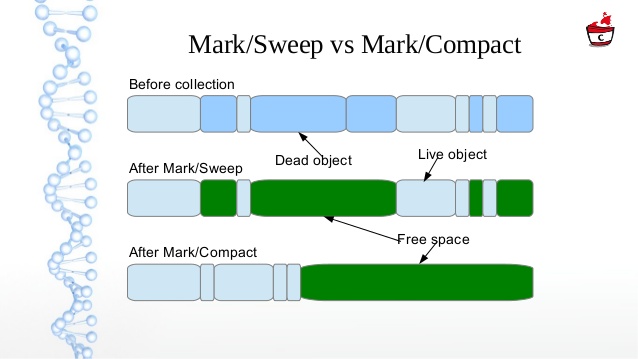 Mark/Sweep vs Mark/Compact
C
Before collection
Dead object
Live object
After Mark/Sweep
Free space
After Mark/Compact